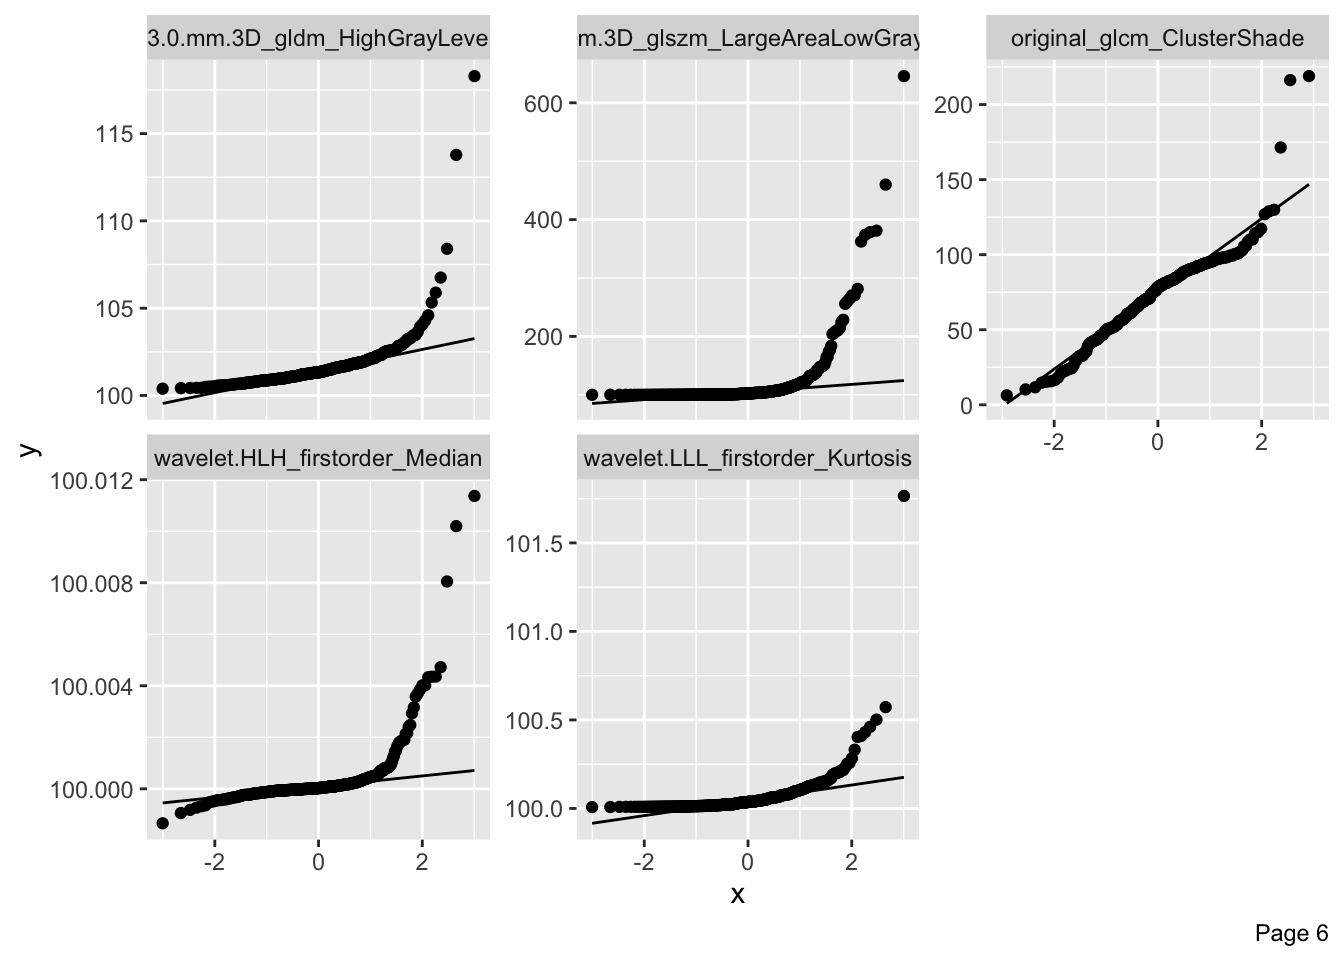 3.0.mm.3D_gldm_HighGrayLeve
m.3D_glszm_LargeAreaLowGray
original_glcm_ClusterShade
115
110
105
100
600
400
200
200
150
100
50
0
-2 0 2
y
wavelet.HLH_firstorder_Median
wavelet.LLL_firstorder_Kurtosis
100.012
100.008
100.004
100.000
101.5
101.0
100.5
100.0
-2 0 2
-2 0 2
x
Page 6